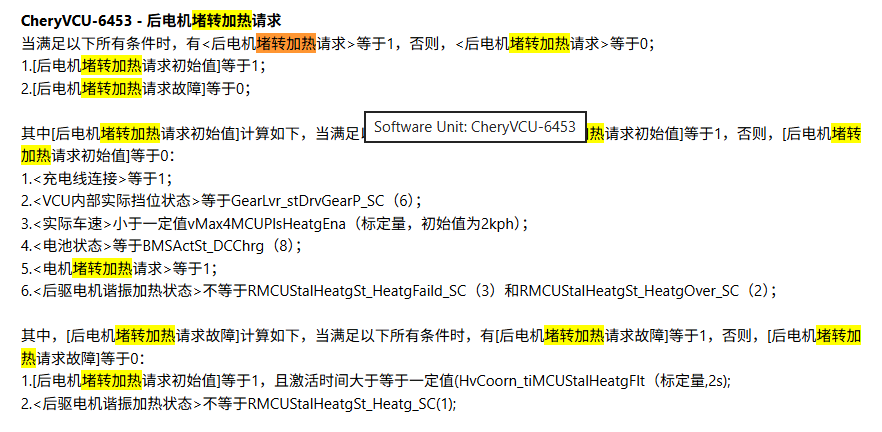 CheryVCU-6453 - 后电机堵转加热请求
当满足以下所有条件时，有<后电机堵转加热请求>等于1，否则，<后电机堵转加热请求>等于0；
1.[后电机堵转加热请求初始值]等于1；
2.[后电机堵转加热请求故障]等于0；
其中[后电机堵转加热请求初始值]计算如下，当满足以
Software Unit: CheryVCU-6453
热请求初始值]等于1，否则，[后电机堵转
加热请求初始值]等于0：
1.<充电线连接>等于1；
2.<VCU内部实际挡位状态>等于GearLvr_stDrvGearP_SC（6）；
3.<实际车速>小于一定值vMax4MCUPlsHeatgEna（标定量，初始值为2kph）；
4.<电池状态>等于BMSActSt_DCChrg（8）；
5.<电机堵转加热请求>等于1；
6.<后驱电机谐振加热状态>不等于RMCUStalHeatgSt_HeatgFaild_SC（3）和RMCUStalHeatgSt_HeatgOver_SC（2）；
其中，[后电机堵转加热请求故障]计算如下，当满足以下所有条件时，有[后电机堵转加热请求故障]等于1，否则，[后电机堵转加
热请求故障]等于0：
1.[后电机堵转加热请求初始值]等于1，且激活时间大于等于一定值(HvCoorn_tiMCUStalHeatgFlt（标定量,2s);
2.<后驱电机谐振加热状态>不等于RMCUStalHeatgSt_Heatg_SC(1);